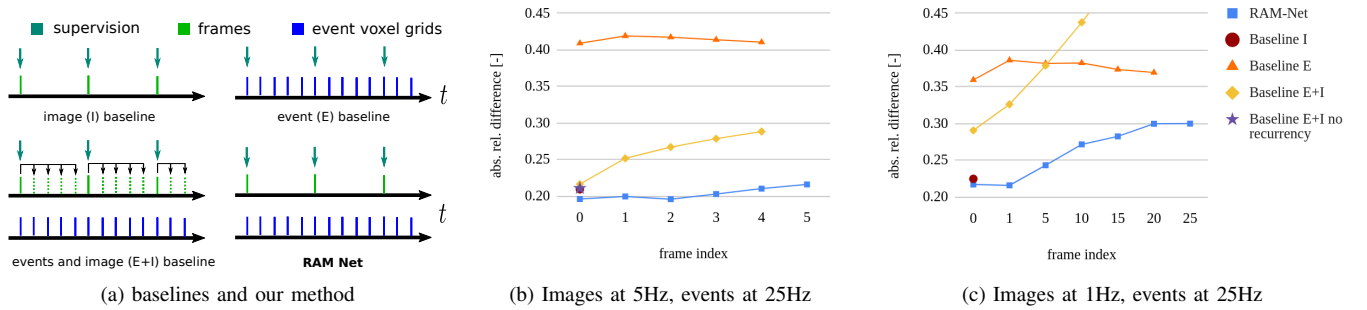 supervision frames event voxel grids
t
image (I) baseline
event (E) baseline
t
events and image (E+I) baseline
RAM Net
(a) baselines and our method
abs. rel. difference [-]
0.45
0.40
0.35
0.30
0.25
0.20
0 1 2 3 4 5
frame index
(b) Images at 5Hz, events at 25Hz
abs. rel. difference [-]
0.45
0.40
0.35
0.30
0.25
0.20
0 1 5 10 15 20 25
frame index
(c) Images at 1Hz, events at 25Hz
RAM-Net
Baseline I
Baseline E
Baseline E+I
Baseline E+I no
recurrency